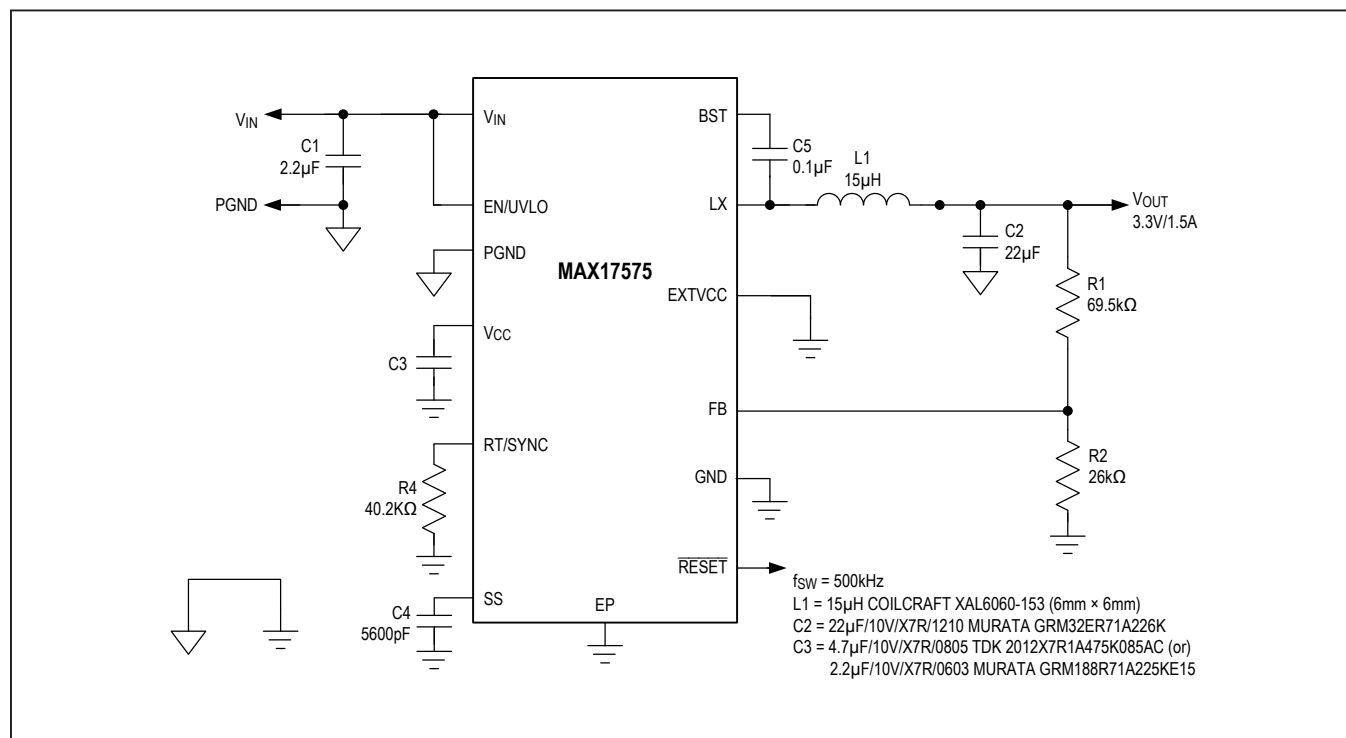 VIN
C1
2.2µF
PGND
VIN
EN/UVLO
PGND
VCC
C3
RT/SYNC
R4
40.2KΩ
SS
C4
5600pF
MAX17575
EP
BST
C5
0.1µF
L1
15µH
LX
VOUT
3.3V/1.5A
C2
22µF
EXTVCC
R1
69.5kΩ
FB
R2
26kΩ
GND
RESET
fSW = 500kHz
L1 = 15µH COILCRAFT XAL6060-153 (6mm × 6mm)
C2 = 22µF/10V/X7R/1210 MURATA GRM32ER71A226K
C3 = 4.7µF/10V/X7R/0805 TDK 2012X7R1A475K085AC (or)
2.2µF/10V/X7R/0603 MURATA GRM188R71A225KE15